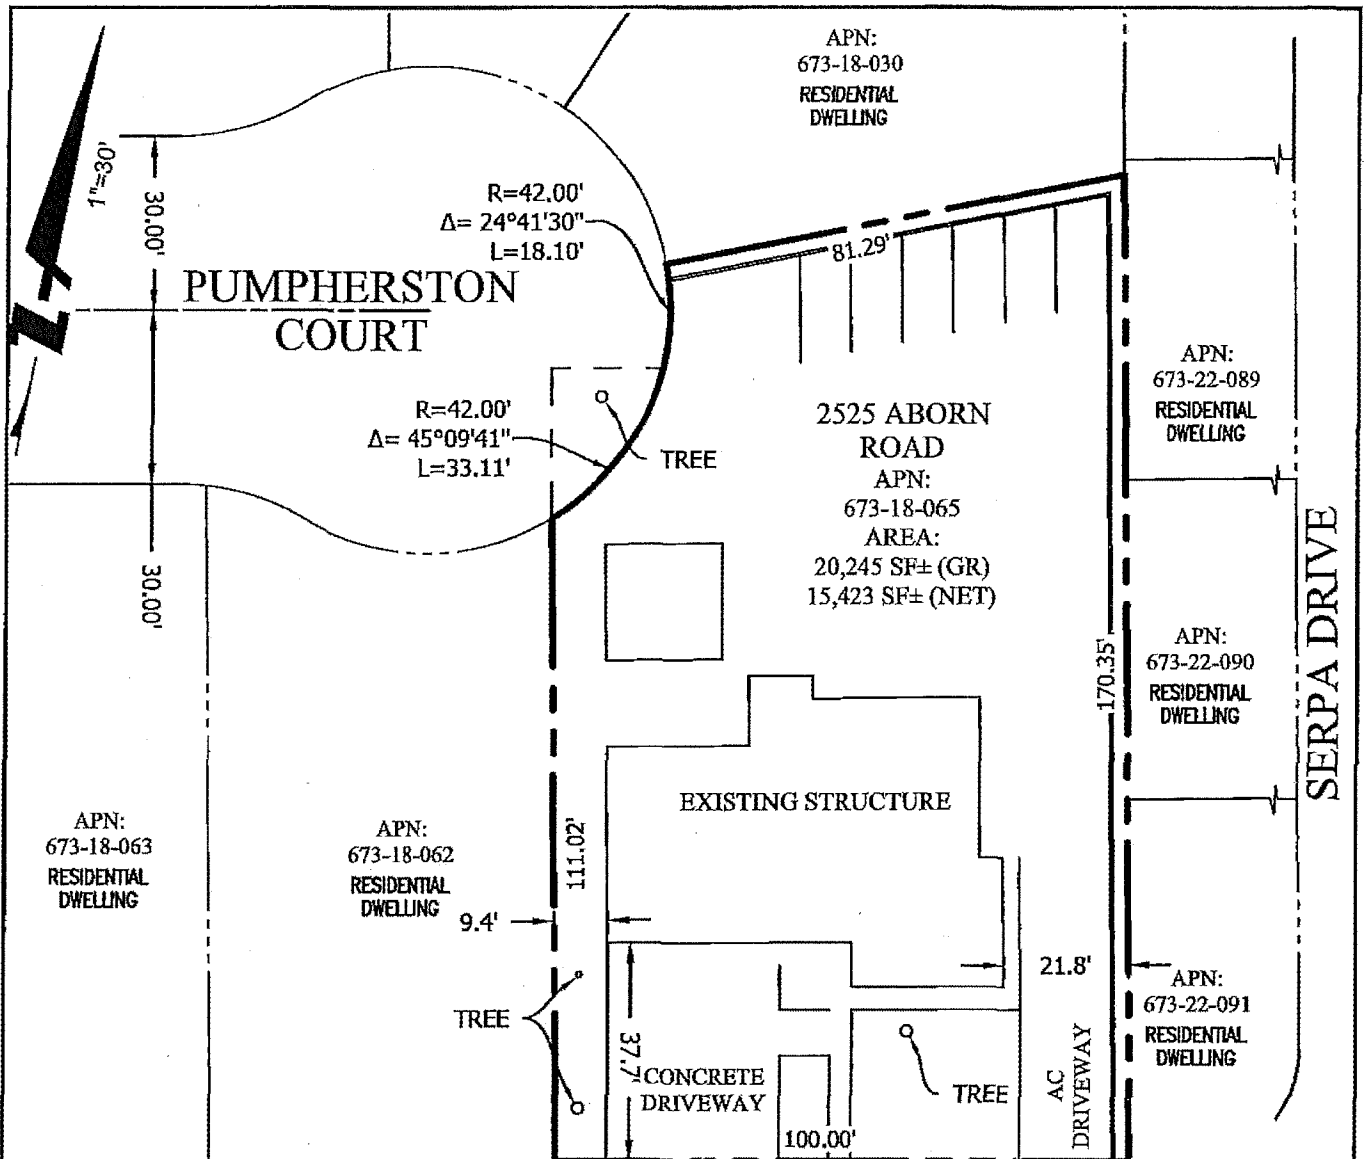 APN:
673-18-030
RESIDENTIAL
DWELLING
1"=30'
30.00'
R=42.00'
Δ= 24°41'30"
L=18.10'
81.29'
PUMPHERSTON
COURT
Z
APN:
673-22-089
RESIDENTIAL
DWELLING
R=42.00'
Δ= 45°09'41"
L=33.11'
TREE
2525 ABORN
ROAD
APN:
673-18-065
AREA:
20,245 SF± (GR)
15,423 SF± (NET)
30.00'
SERPA DRIVE
170.35'
APN:
673-22-090
RESIDENTIAL
DWELLING
EXISTING STRUCTURE
APN:
673-18-063
RESIDENTIAL
DWELLING
APN:
673-18-062
RESIDENTIAL
DWELLING
111.02'
9.4'
21.8'
APN:
673-22-091
RESIDENTIAL
DWELLING
TREE
37.7'
CONCRETE
DRIVEWAY
TREE
AC
DRIVEWAY
100.00'